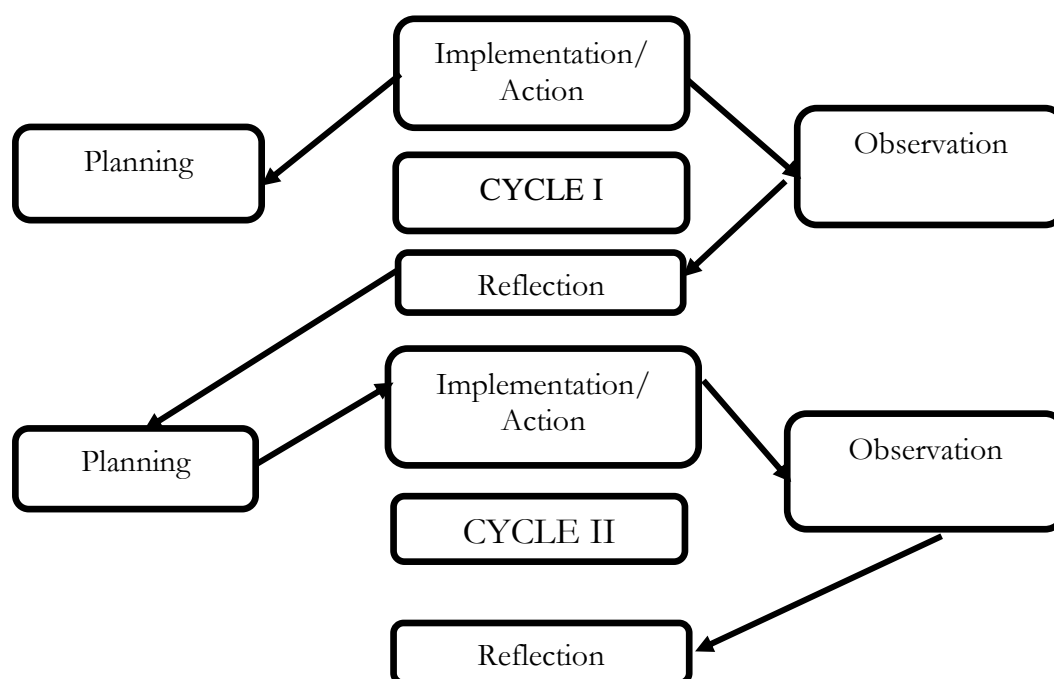 Implementation/
Action
Planning
Observation
CYCLE I
Reflection
Implementation/
Action
Planning
Observation
CYCLE II
Reflection